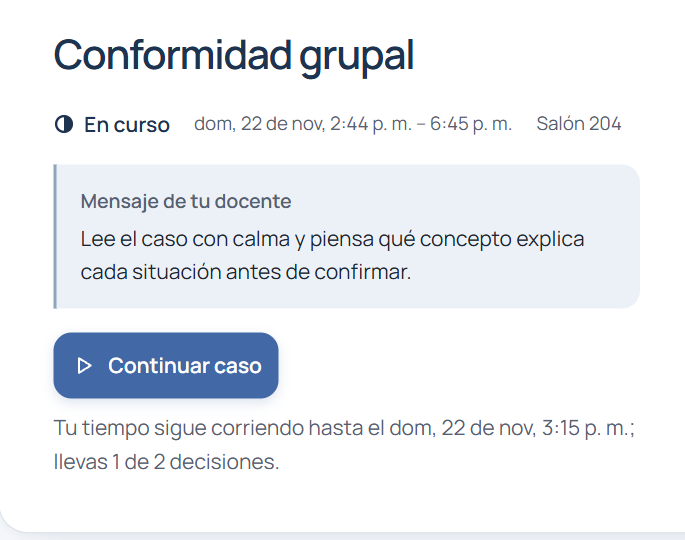 Conformidad grupal
En curso dom, 22 de nov, 2:44 p. m. – 6:45 p. m. Salón 204
Mensaje de tu docente
Lee el caso con calma y piensa qué concepto explica
cada situación antes de confirmar.
Continuar caso
Tu tiempo sigue corriendo hasta el dom, 22 de nov, 3:15 p. m.;
llevas 1 de 2 decisiones.